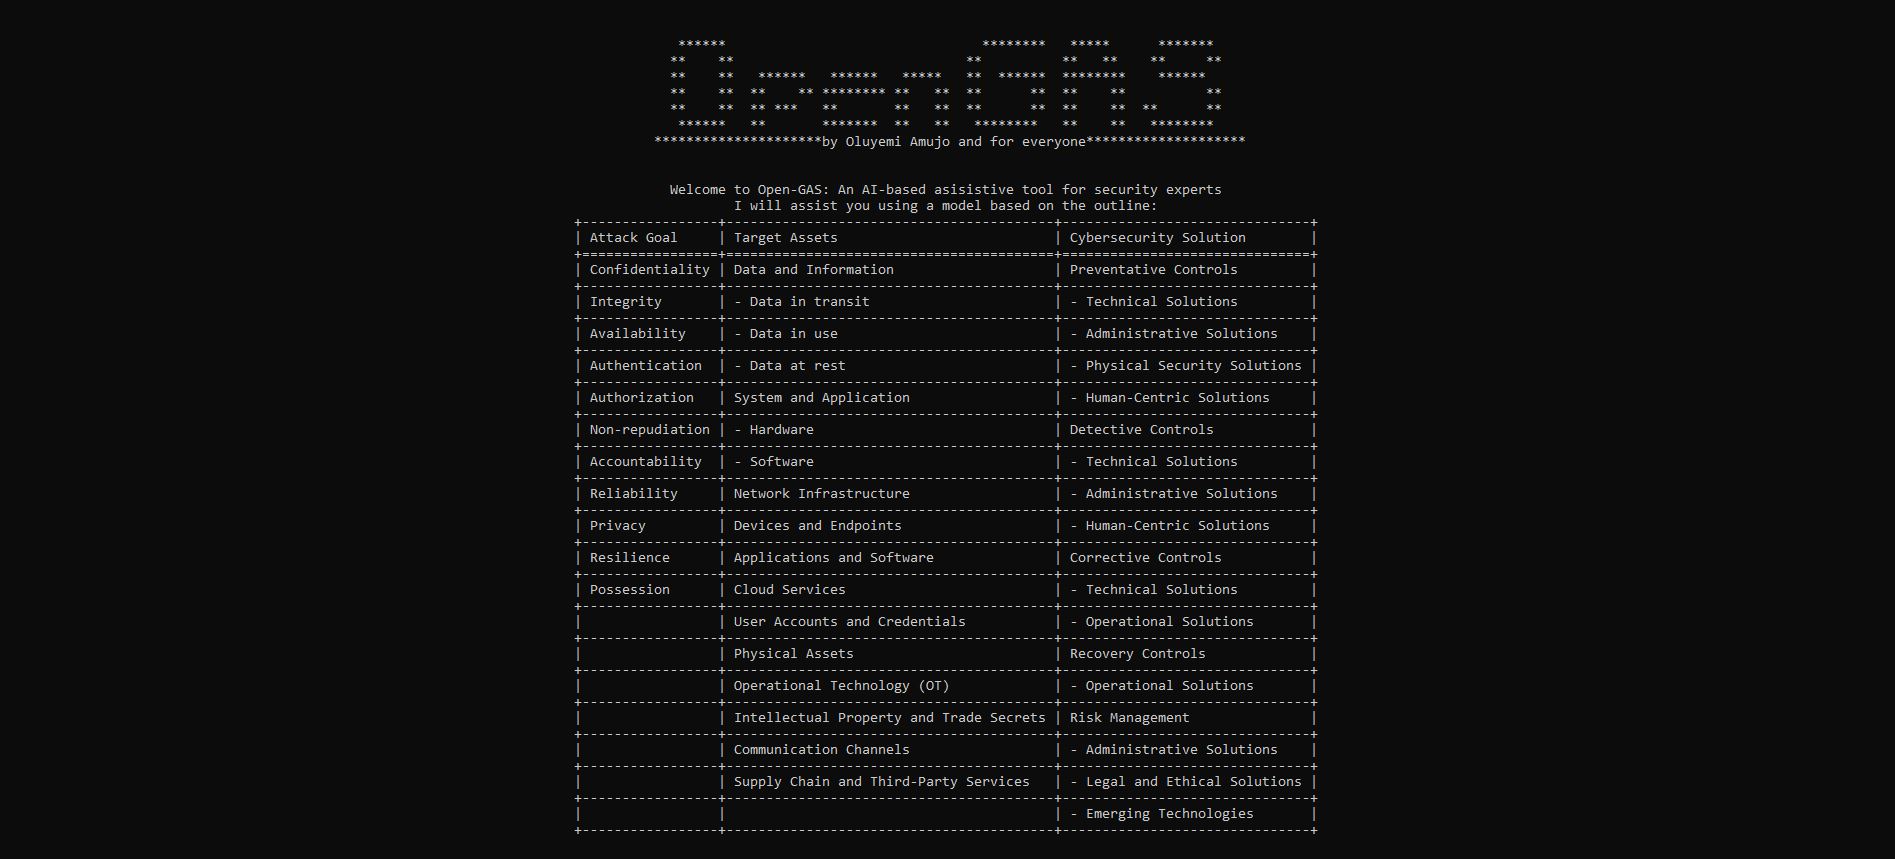 OpenGAS
*********************by Oluyemi Amujo and for everyone********************
Welcome to Open-GAS: An AI-based asisistive tool for security experts
I will assist you using a model based on the outline:
| Attack Goal | Target Assets | Cybersecurity Solution |
| Confidentiality | Data and Information | Preventative Controls |
| Integrity | - Data in transit | - Technical Solutions |
| Availability | - Data in use | - Administrative Solutions |
| Authentication | - Data at rest | - Physical Security Solutions |
| Authorization | System and Application | - Human-Centric Solutions |
| Non-repudiation | - Hardware | Detective Controls |
| Accountability | - Software | - Technical Solutions |
| Reliability | Network Infrastructure | - Administrative Solutions |
| Privacy | Devices and Endpoints | - Human-Centric Solutions |
| Resilience | Applications and Software | Corrective Controls |
| Possession | Cloud Services | - Technical Solutions |
| | User Accounts and Credentials | - Operational Solutions |
| | Physical Assets | Recovery Controls |
| | Operational Technology (OT) | - Operational Solutions |
| | Intellectual Property and Trade Secrets | Risk Management |
| | Communication Channels | - Administrative Solutions |
| | Supply Chain and Third-Party Services | - Legal and Ethical Solutions |
| | | - Emerging Technologies |